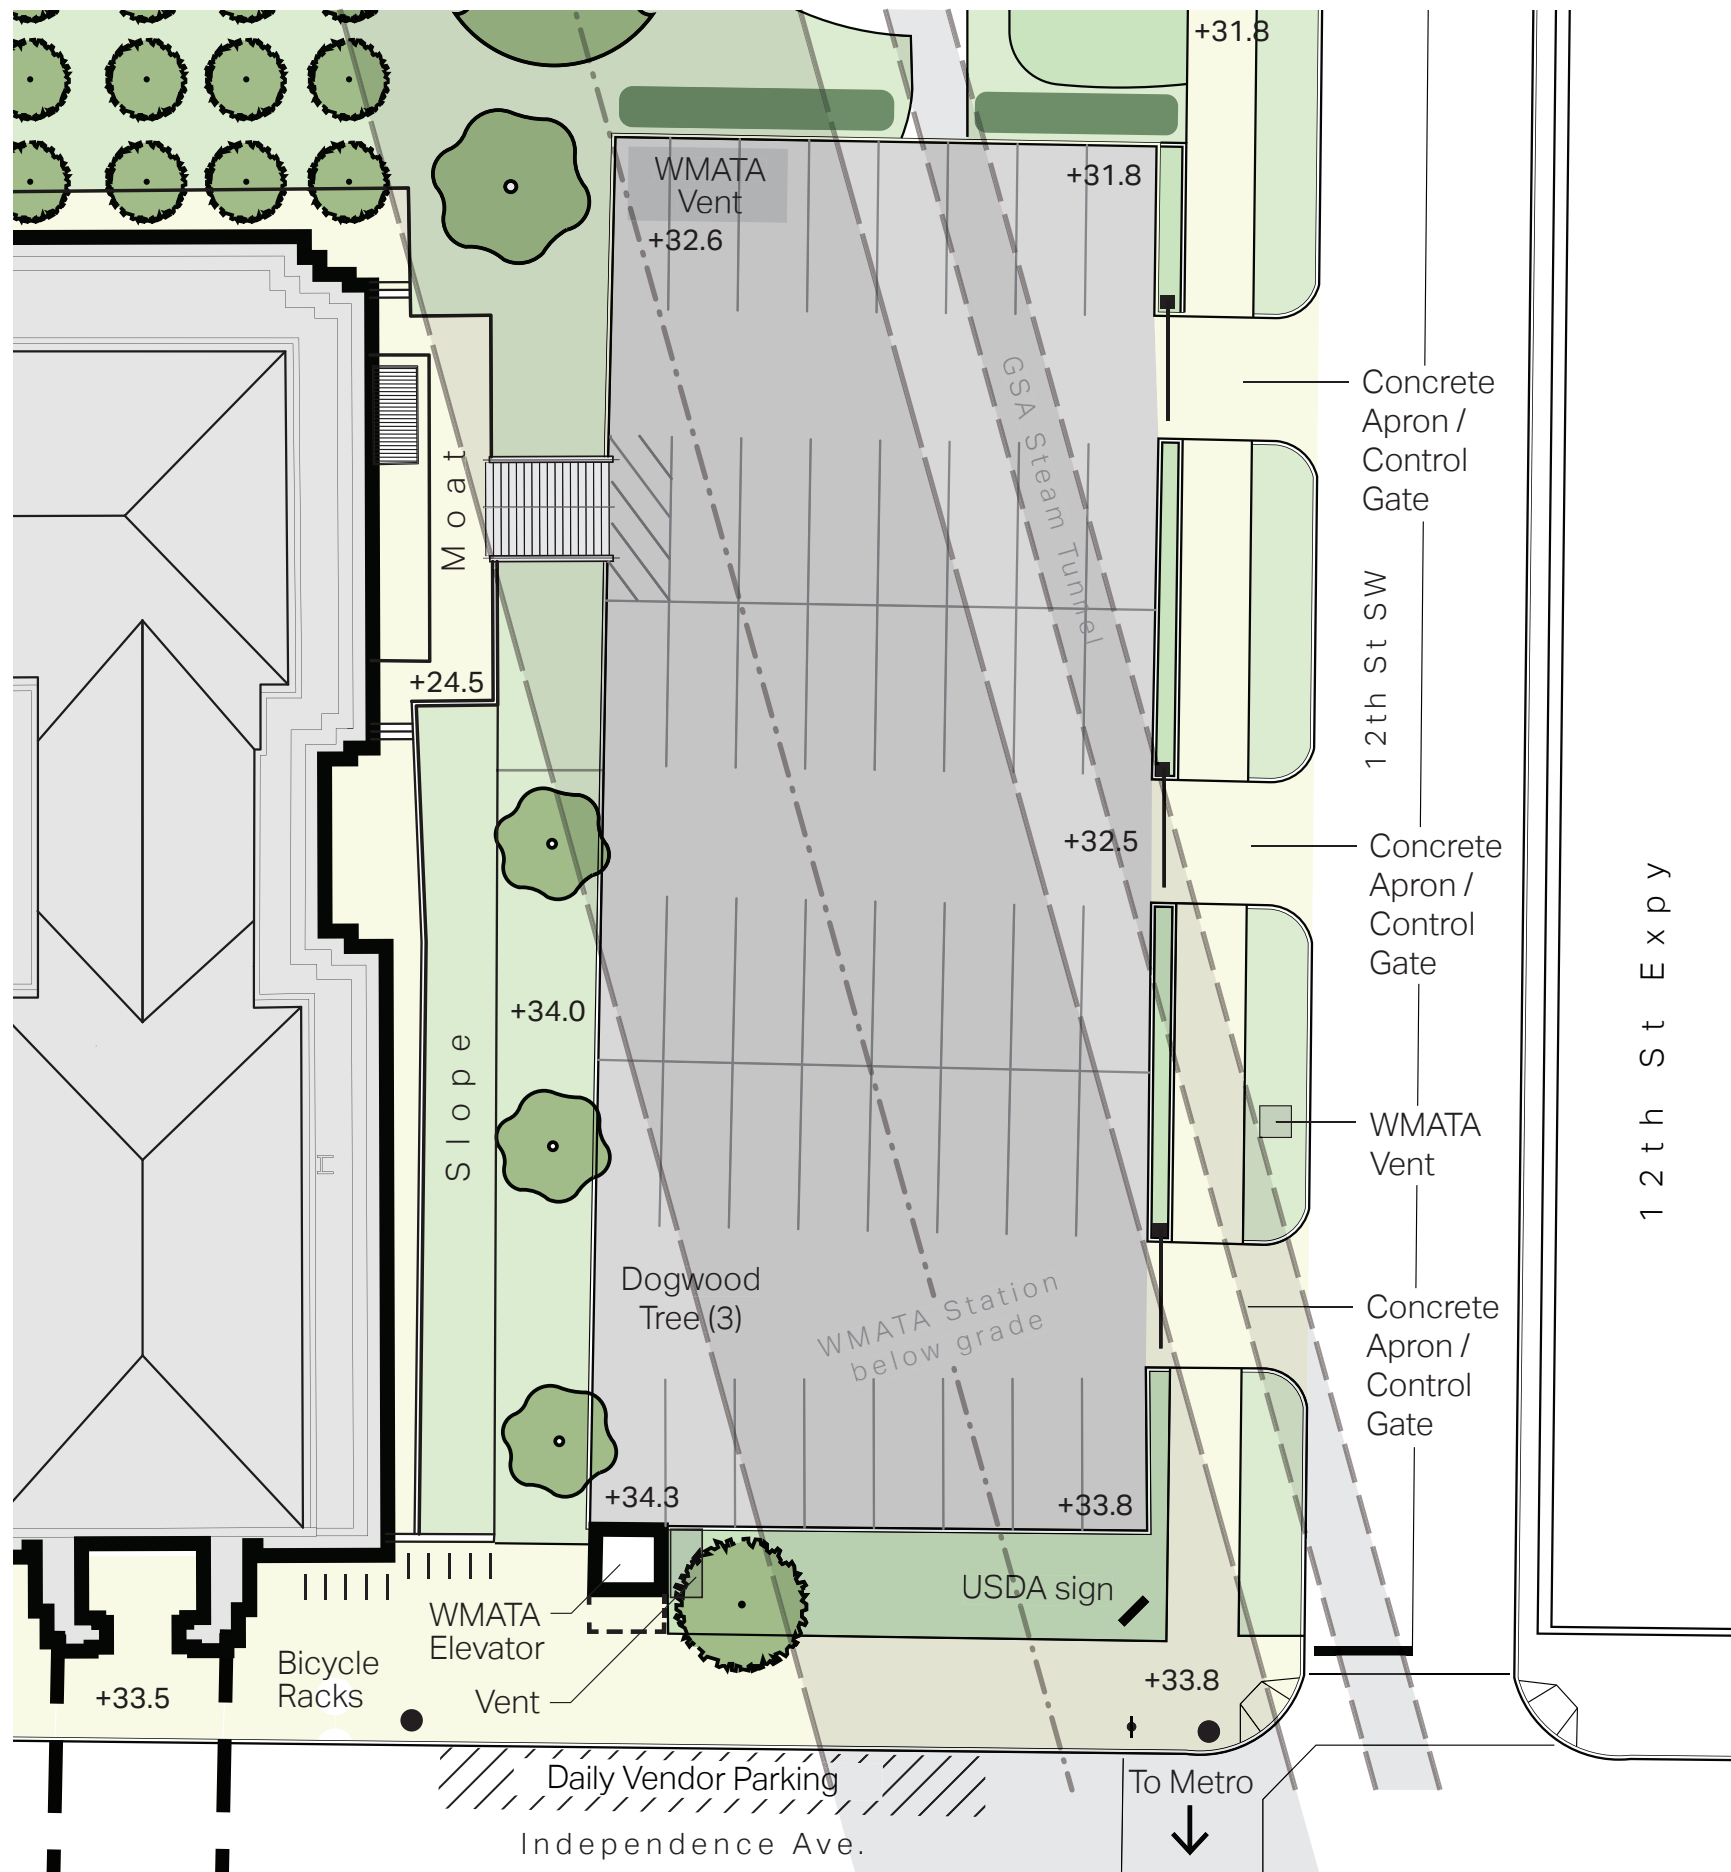 +31.8
WMATA
Vent
+31.8
+32.6
GSA Steam Tunnel
Concrete
Apron /
Control
Gate
Moat
12th St SW
+24.5
+32.5
Concrete
Apron /
Control
Gate
12th St Expy
+34.0
Slope
WMATA
Vent
H
Dogwood
Tree (3)
WMATA Station
below grade
Concrete
Apron /
Control
Gate
+34.3
+33.8
USDA sign
WMATA
Elevator
Bicycle
Racks
Vent
+33.5
+33.8
Daily Vendor Parking
To Metro
Independence Ave.